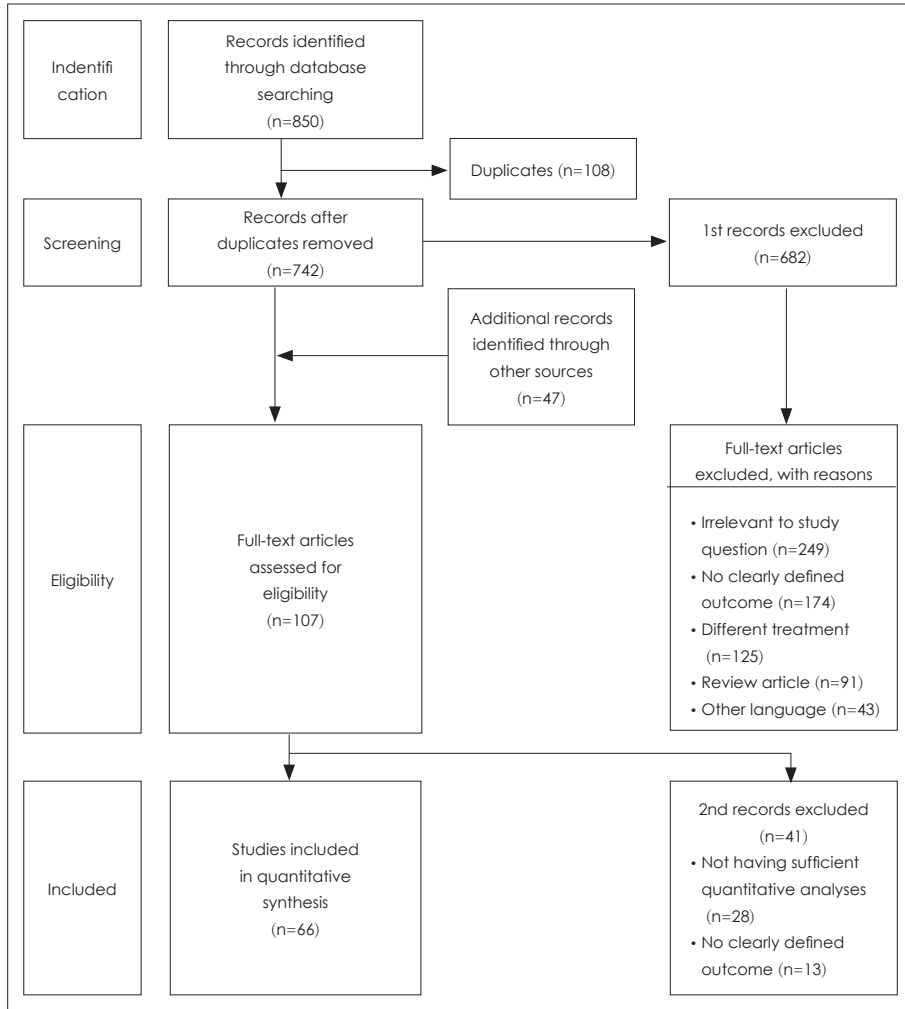 Indentifi
cation
Records identified
through database
searching
(n=850)
Duplicates (n=108)
Screening
Records after
duplicates removed
(n=742)
1st records excluded
(n=682)
Additional records
identified through
other sources
(n=47)
Eligibility
Full-text articles
assessed for
eligibility
(n=107)
Full-text articles
excluded, with reasons
• Irrelevant to study
question (n=249)
• No clearly defined
outcome (n=174)
• Different treatment
(n=125)
• Review article (n=91)
• Other language (n=43)
Included
Studies included
in quantitative
synthesis
(n=66)
2nd records excluded
(n=41)
• Not having sufficient
quantitative analyses
(n=28)
• No clearly defined
outcome (n=13)